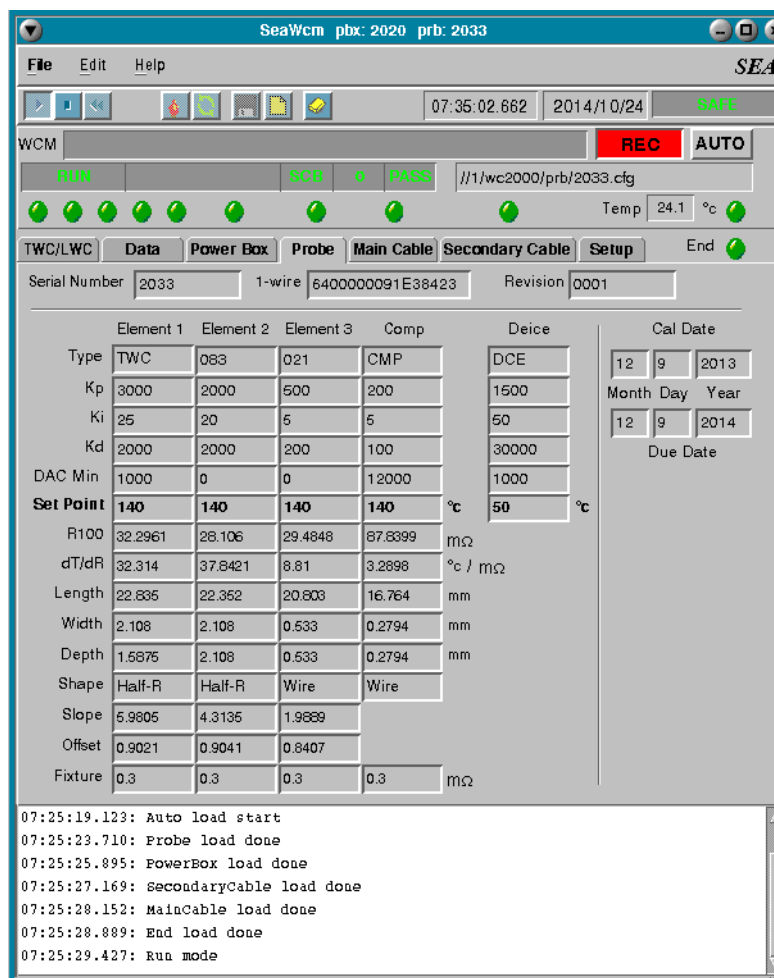 SeaWcm pbx: 2020 prb: 2033
File Edit Help SEA
07:35:02.662 2014/10/24 SAFE
WCM REC AUTO
RUN SCR 0 PASS //1/wc2000/prb/2033.cfg
Temp 24.1 °c
TWC/LWC Data Power Box Probe Main Cable Secondary Cable Setup End
Serial Number 2033 1-wire 6400000091E38423 Revision 0001
Element 1 Element 2 Element 3 Comp Deice Cal Date
Type TWC 083 021 CMP DCE 12 9 2013
Kp 3000 2000 500 200 1500 Month Day Year
Ki 25 20 5 5 50 12 9 2014
Kd 2000 2000 200 100 30000 Due Date
DAC Min 1000 0 0 12000 1000
Set Point 140 140 140 140 °c 50 °c
R100 32.2961 28.106 29.4848 87.8399 mΩ
dT/dR 32.314 37.8421 8.81 3.2898 °c / mΩ
Length 22.835 22.352 20.803 16.764 mm
Width 2.108 2.108 0.533 0.2794 mm
Depth 1.5875 2.108 0.533 0.2794 mm
Shape Half-R Half-R Wire Wire
Slope 5.9805 4.3135 1.9889
Offset 0.9021 0.9041 0.8407
Fixture 0.3 0.3 0.3 0.3 mΩ
07:25:19.123: Auto load start
07:25:23.710: Probe load done
07:25:25.895: PowerBox load done
07:25:27.169: SecondaryCable load done
07:25:28.152: MainCable load done
07:25:28.889: End load done
07:25:29.427: Run mode